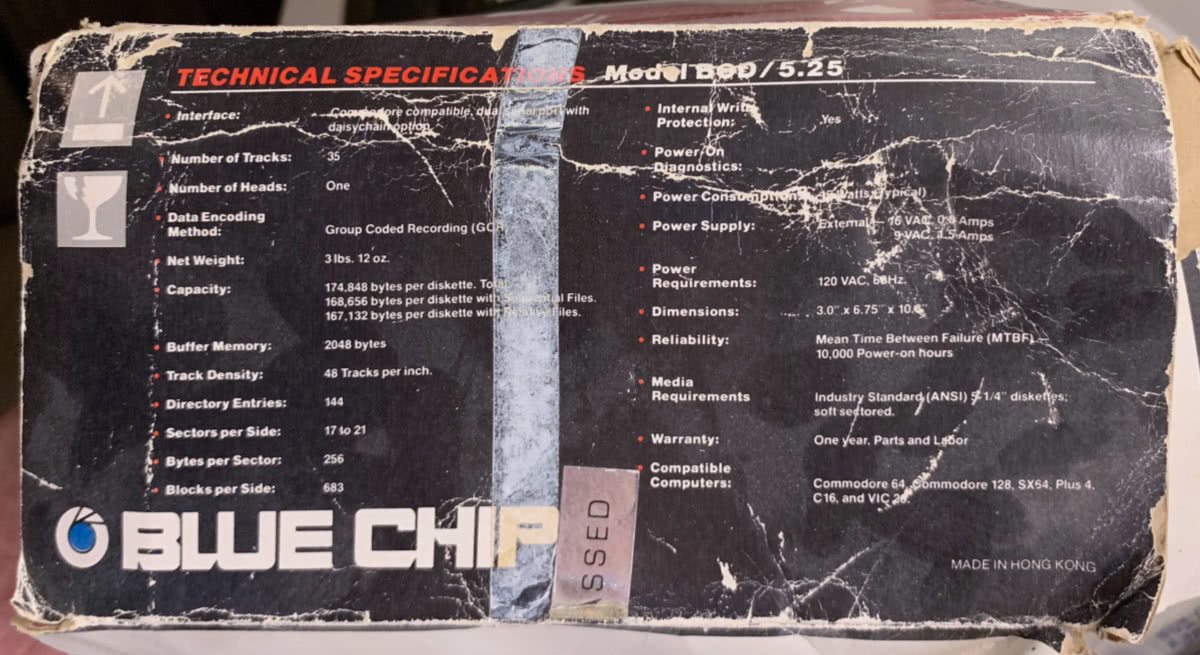 TECHNICAL SPECIFICATIONS Model BCD/5.25
• Interface: Commodore compatible, dual serial port with
daisychain option.
• Number of Tracks: 35
• Number of Heads: One
• Data Encoding
Method: Group Coded Recording (GCR)
• Net Weight: 3 lbs. 12 oz.
• Capacity: 174,848 bytes per diskette. Total
168,656 bytes per diskette with Sequential Files.
167,132 bytes per diskette with Relative Files.
• Buffer Memory: 2048 bytes
• Track Density: 48 Tracks per inch.
• Directory Entries: 144
• Sectors per Side: 17 to 21
• Bytes per Sector: 256
• Blocks per Side: 683
BLUE CHIP
SSED
• Internal Write
Protection: Yes
• Power-On
Diagnostics:
• Power Consumption: Watts (Typical)
• Power Supply: External — 16 VAC, Amps
9 VAC, 1.5 Amps
• Power
Requirements: 120 VAC, 60Hz.
• Dimensions: 3.0" x 6.75" x
• Reliability: Mean Time Between Failure (MTBF)
10,000 Power-on hours
• Media
Requirements Industry Standard (ANSI) 5-1/4" diskettes;
soft sectored.
• Warranty: One year, Parts and Labor
• Compatible
Computers: Commodore 64, Commodore 128, SX64, Plus 4,
C16, and VIC 20.
MADE IN HONG KONG